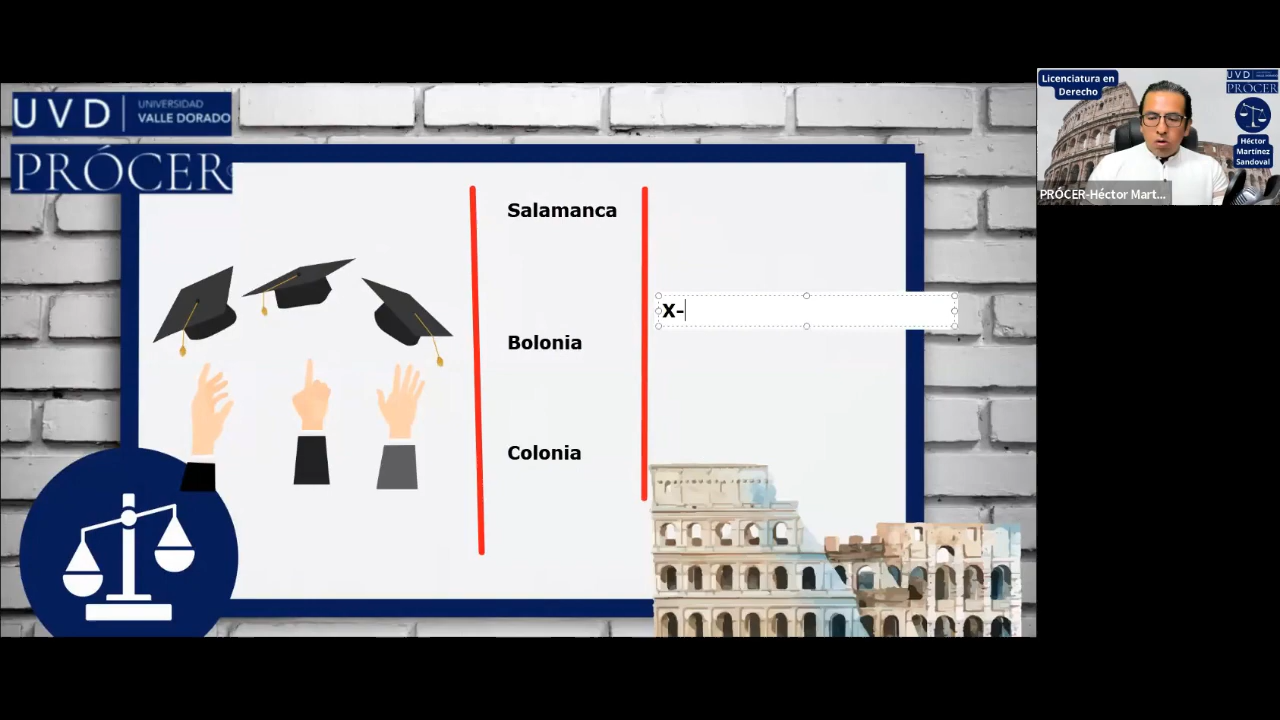 UVD
UNIVERSIDAD
VALLE DORADO
PRÓCER
Salamanca
X-
Bolonia
Colonia
Licenciatura en
Derecho
UVD
PRÓCER
Héctor
Martínez
Sandoval
PRÓCER-Héctor Mart...